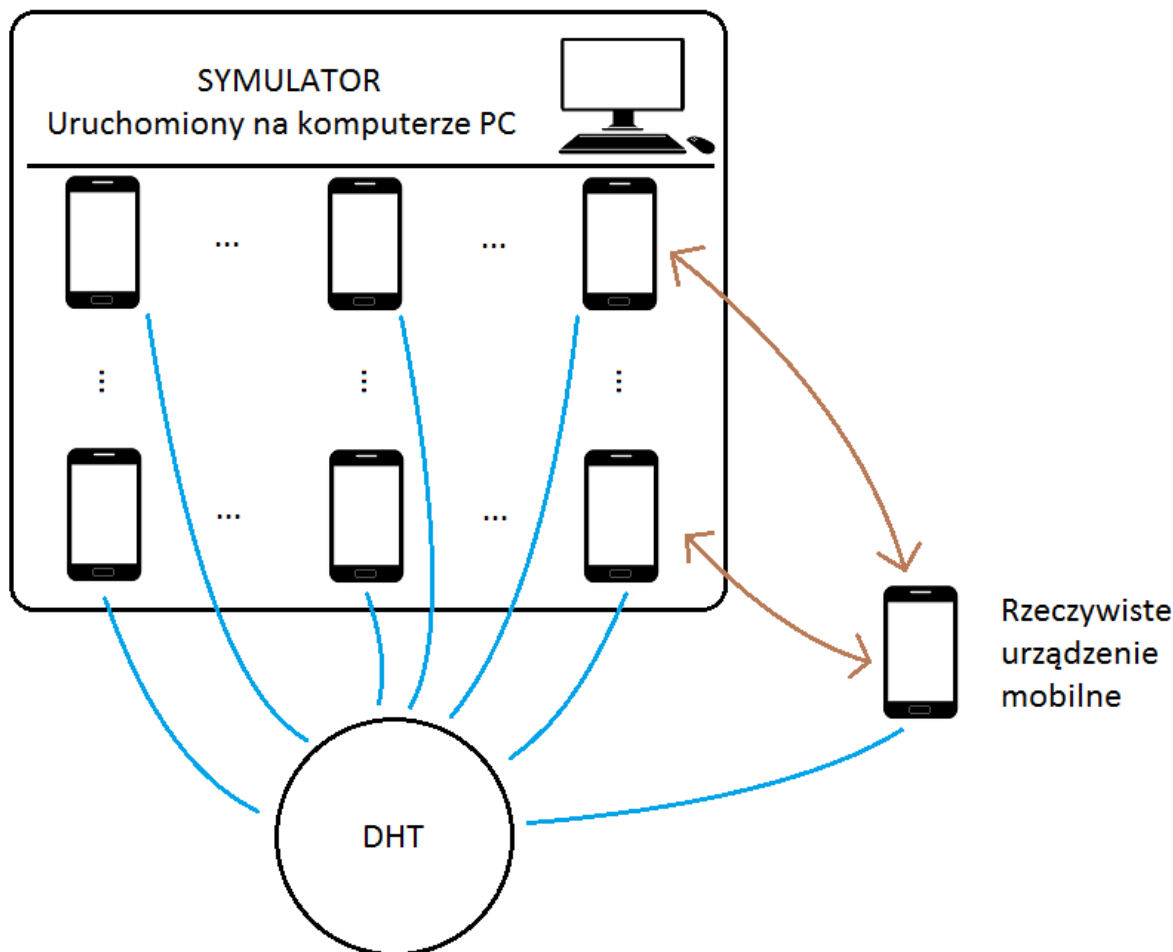 SYMULATOR
Uruchomiony na komputerze PC
... ...
... ... ...
... ...
Rzeczywiste
urządzenie
mobilne
DHT